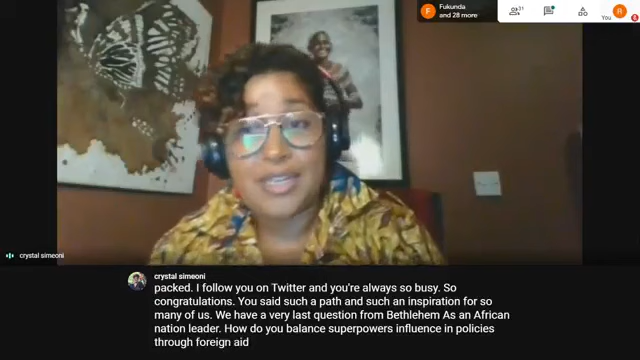 F Fukunda
and 28 more
31
You
R
crystal simeoni
crystal simeoni
packed. I follow you on Twitter and you're always so busy. So
congratulations. You said such a path and such an inspiration for so
many of us. We have a very last question from Bethlehem As an African
nation leader. How do you balance superpowers influence in policies
through foreign aid